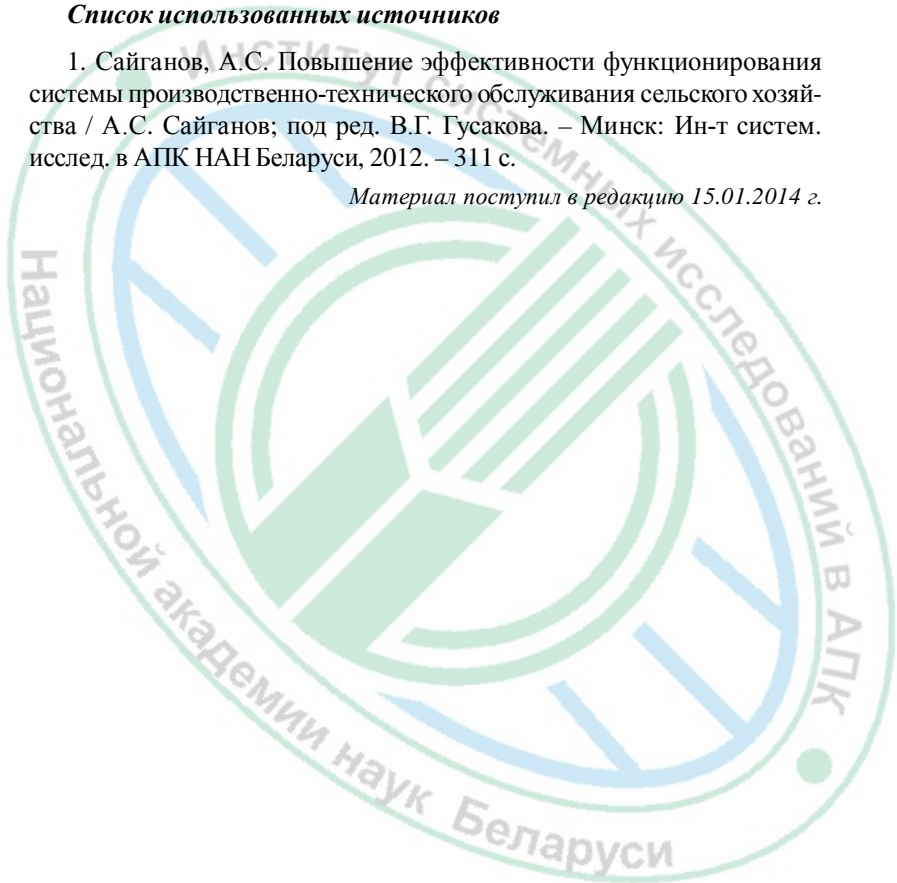 Список использованных источников
1. Сайганов, А.С. Повышение эффективности функционирования
системы производственно-технического обслуживания сельского хозяй-
ства / А.С. Сайганов; под ред. В.Г. Гусакова. – Минск: Ин-т систем.
исслед. в АПК НАН Беларуси, 2012. – 311 с.
Материал поступил в редакцию 15.01.2014 г.
Институт системных исследований в АПК
Национальной академии наук Беларуси